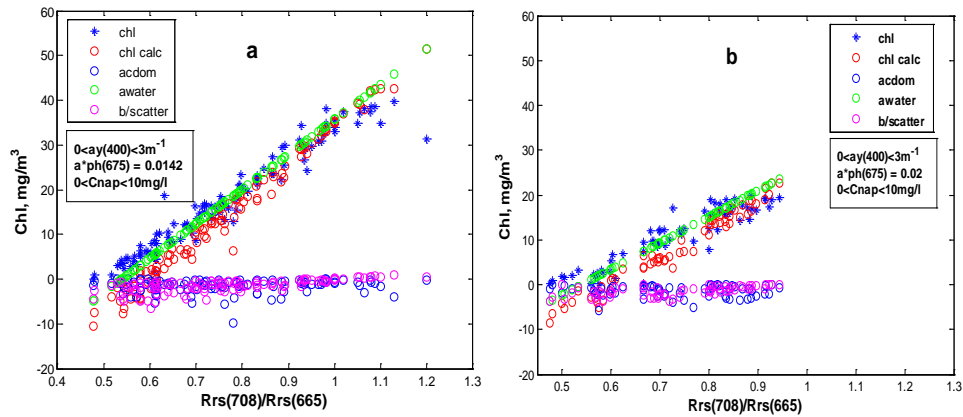 a
chl
chl calc
acdom
awater
b/scatter
0<ay(400)<3m⁻¹
a*ph(675) = 0.0142
0<Cnap<10mg/l
Chl, mg/m³
60
50
40
30
20
10
0
-10
-20
0.4 0.5 0.6 0.7 0.8 0.9 1 1.1 1.2 1.3
Rrs(708)/Rrs(665)
b
chl
chl calc
acdom
awater
b/scatter
0<ay(400)<3m⁻¹
a*ph(675) = 0.02
0<Cnap<10mg/l
Chl, mg/m³
60
50
40
30
20
10
0
-10
-20
0.5 0.6 0.7 0.8 0.9 1 1.1 1.2 1.3
Rrs(708)/Rrs(665)